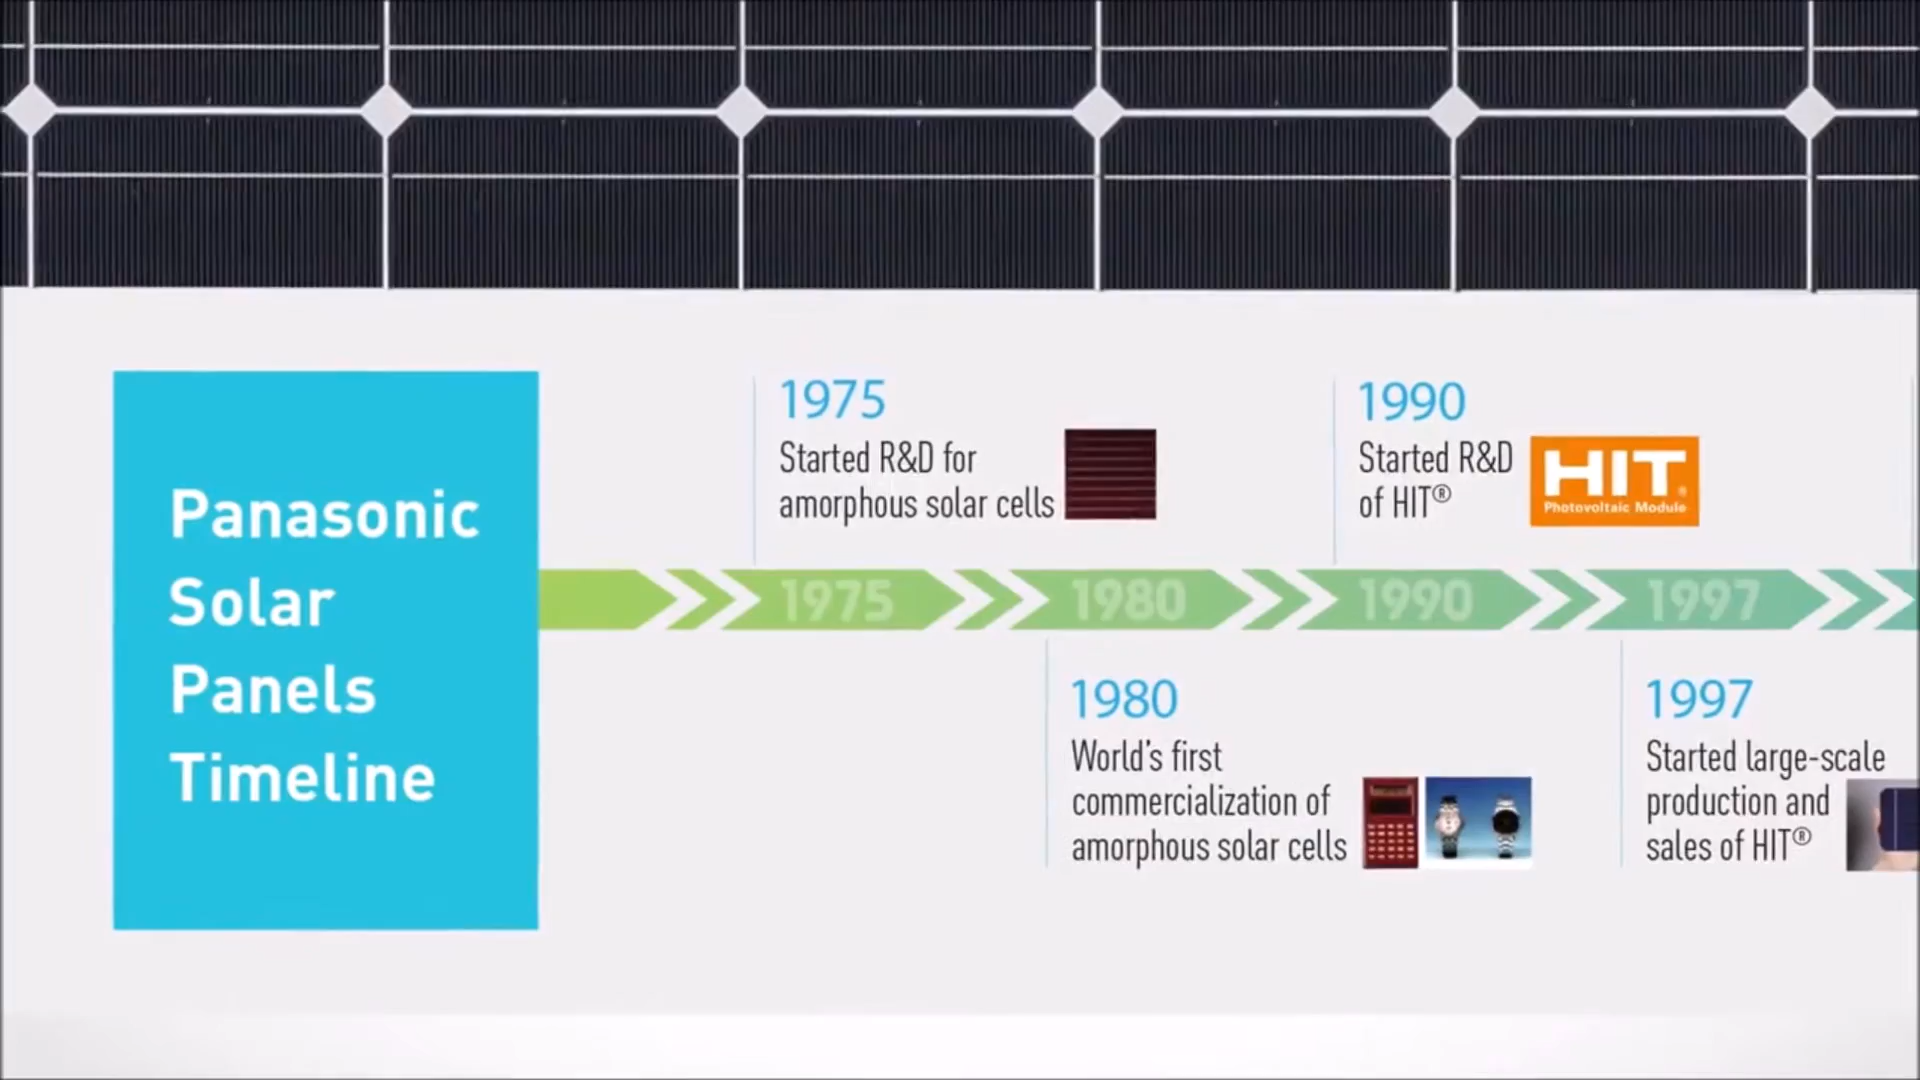 Panasonic
Solar
Panels
Timeline
1975
Started R&D for
amorphous solar cells
1990
Started R&D
of HIT®
HIT®
Photovoltaic Module
1975
1980
1990
1997
1980
World's first
commercialization of
amorphous solar cells
1997
Started large-scale
production and
sales of HIT®